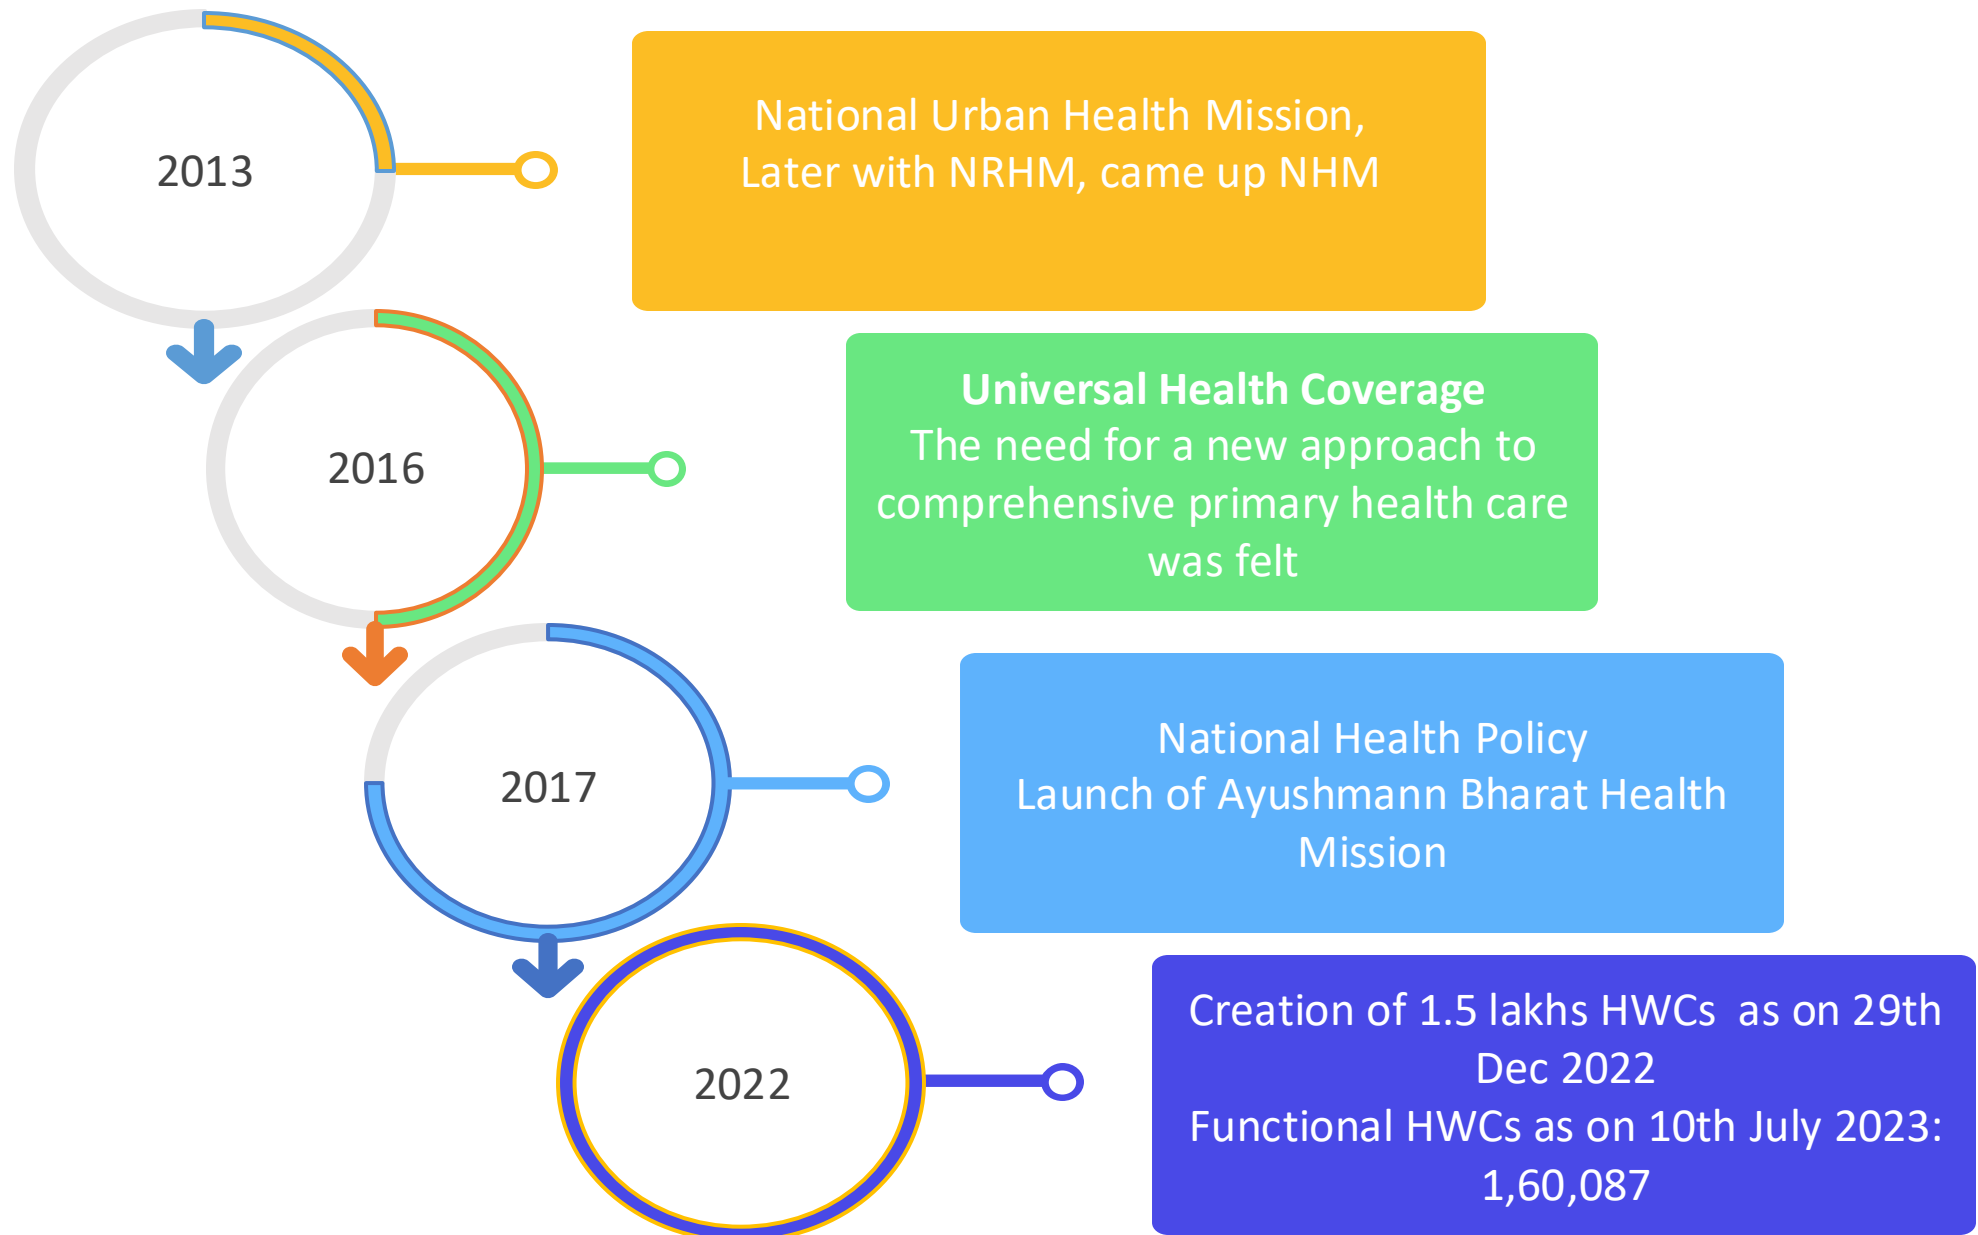 2013
National Urban Health Mission,
Later with NRHM, came up NHM
2016
Universal Health Coverage
The need for a new approach to
comprehensive primary health care
was felt
2017
National Health Policy
Launch of Ayushmann Bharat Health
Mission
2022
Creation of 1.5 lakhs HWCs  as on 29th
Dec 2022
Functional HWCs as on 10th July 2023:
1,60,087